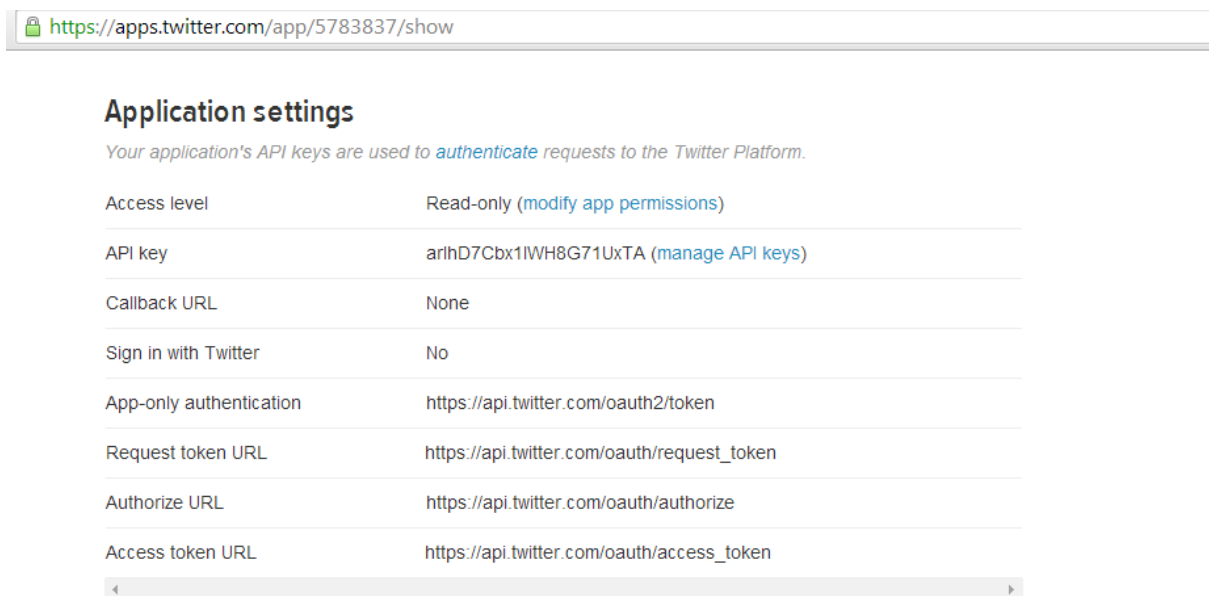 https://apps.twitter.com/app/5783837/show
Application settings
Your application's API keys are used to authenticate requests to the Twitter Platform.
Access level Read-only (modify app permissions)
API key arlhD7Cbx1lWH8G71UxTA (manage API keys)
Callback URL None
Sign in with Twitter No
App-only authentication https://api.twitter.com/oauth2/token
Request token URL https://api.twitter.com/oauth/request_token
Authorize URL https://api.twitter.com/oauth/authorize
Access token URL https://api.twitter.com/oauth/access_token